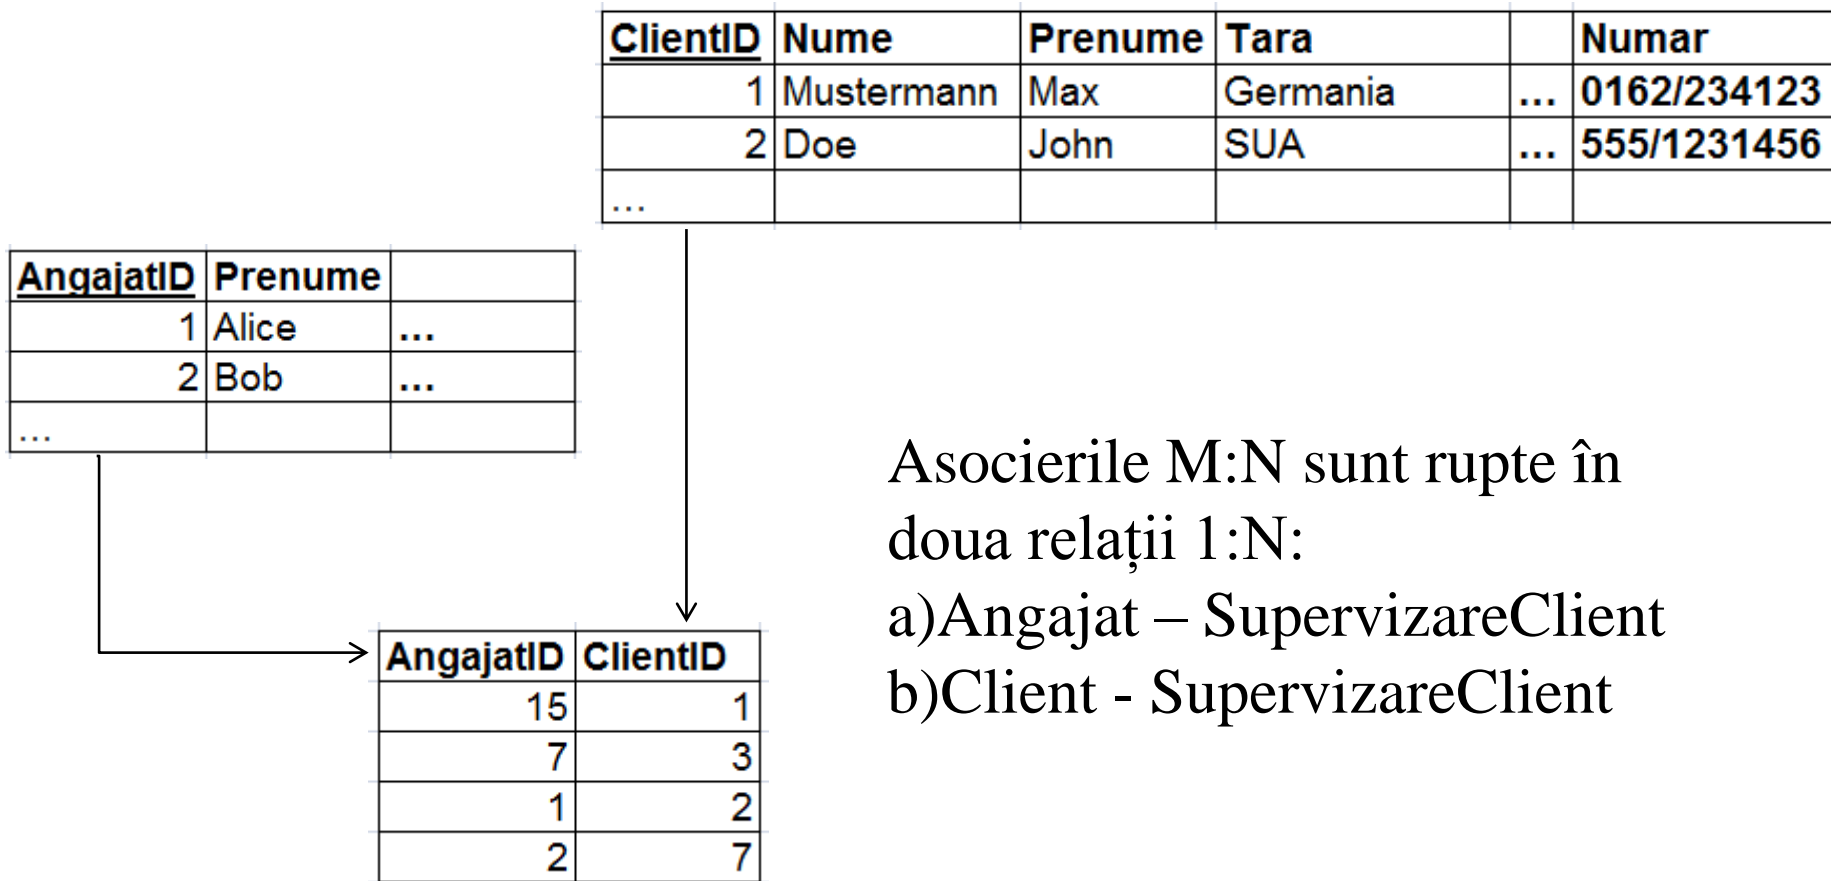 ClientID Nume Prenume Tara Numar
1 Mustermann Max Germania ... 0162/234123
2 Doe John SUA ... 555/1231456
...
AngajatID Prenume
1 Alice ...
2 Bob ...
...
Asocierile M:N sunt rupte în
doua relații 1:N:
a)Angajat – SupervizareClient
b)Client - SupervizareClient
AngajatID ClientID
15 1
7 3
1 2
2 7